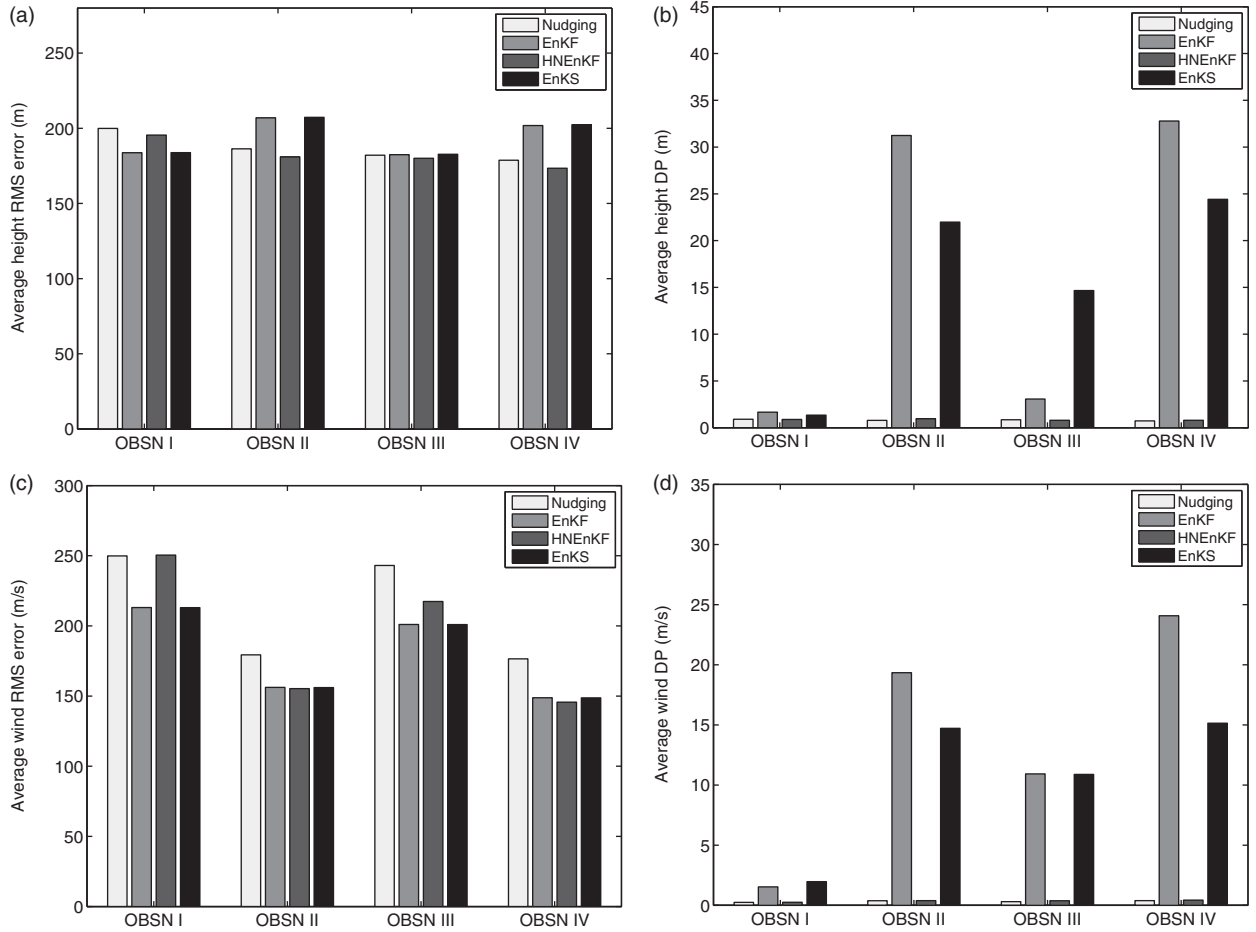 (a)
Average height RMS error (m)
250
200
150
100
50
0
Nudging
EnKF
HNEnKF
EnKS
OBSN I
OBSN II
OBSN III
OBSN IV
(b)
Average height DP (m)
45
40
35
30
25
20
15
10
5
0
Nudging
EnKF
HNEnKF
EnKS
OBSN I
OBSN II
OBSN III
OBSN IV
(c)
Average wind RMS error (m/s)
300
250
200
150
100
50
0
Nudging
EnKF
HNEnKF
EnKS
OBSN I
OBSN II
OBSN III
OBSN IV
(d)
Average wind DP (m/s)
35
30
25
20
15
10
5
0
Nudging
EnKF
HNEnKF
EnKS
OBSN I
OBSN II
OBSN III
OBSN IV